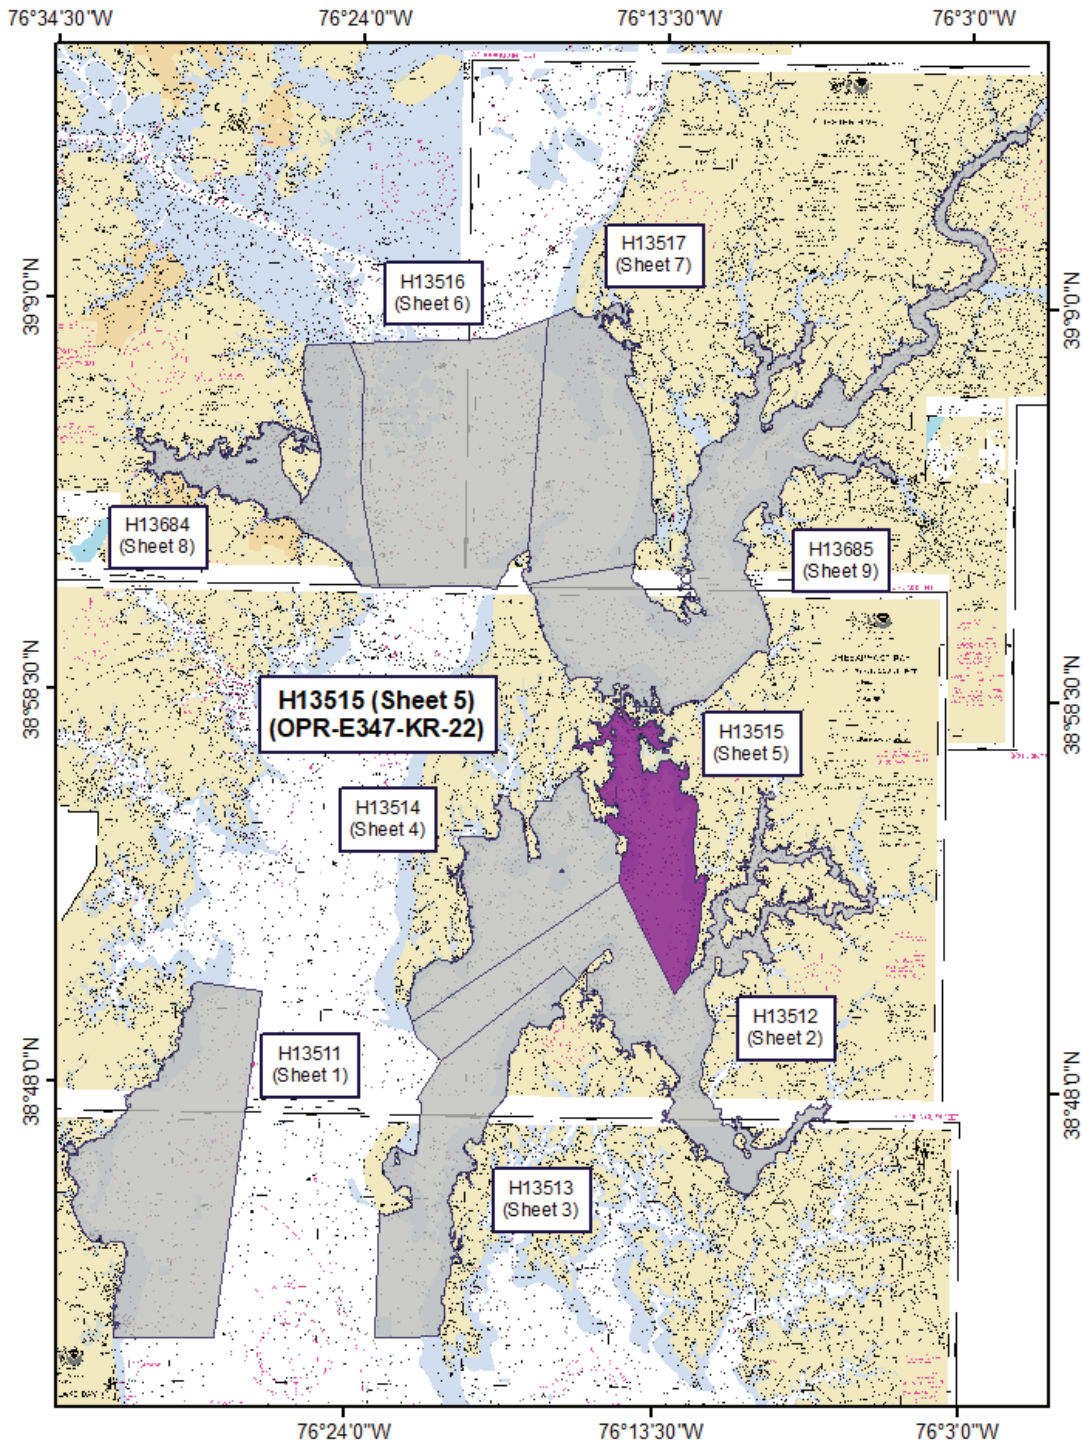 76°34'30"W
76°24'0"W
76°13'30"W
76°3'0"W
H13517
(Sheet 7)
H13516
(Sheet 6)
39°9'0"N
39°9'0"N
H13684
(Sheet 8)
H13685
(Sheet 9)
38°58'30"N
38°58'30"N
H13515 (Sheet 5)
(OPR-E347-KR-22)
H13515
(Sheet 5)
H13514
(Sheet 4)
H13512
(Sheet 2)
H13511
(Sheet 1)
38°48'0"N
38°48'0"N
H13513
(Sheet 3)
76°24'0"W
76°13'30"W
76°3'0"W